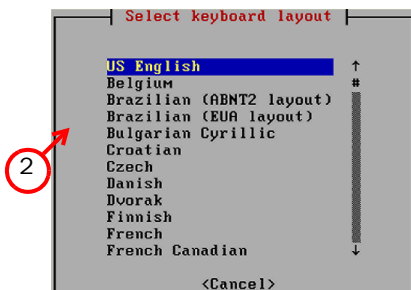 Select keyboard layout
US English
Belgium
#
Brazilian (ABNT2 layout)
Brazilian (EUA layout)
Bulgarian Cyrillic
Croatian
2
Czech
Danish
Dvorak
Finnish
French
French Canadian
<Cancel>